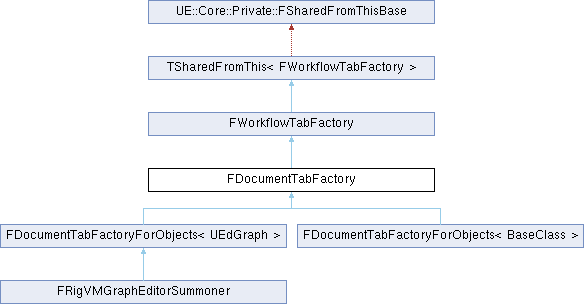 UE::Core::Private::FSharedFromThisBase
TSharedFromThis< FWorkflowTabFactory >
FWorkflowTabFactory
FDocumentTabFactory
FDocumentTabFactoryForObjects< UEdGraph >
FDocumentTabFactoryForObjects< BaseClass >
FRigVMGraphEditorSummoner